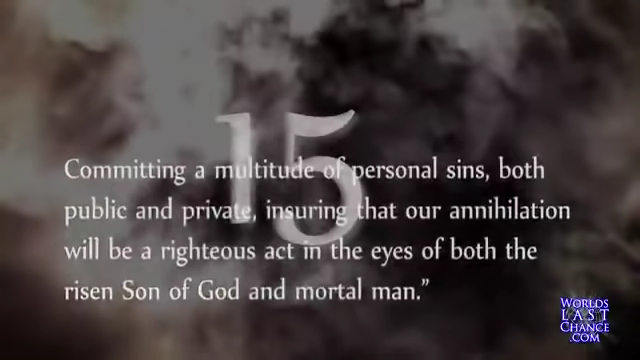 15
Committing a multitude of personal sins, both
public and private, insuring that our annihilation
will be a righteous act in the eyes of both the
risen Son of God and mortal man.”
WORLDS
LAST
CHANCE
.COM